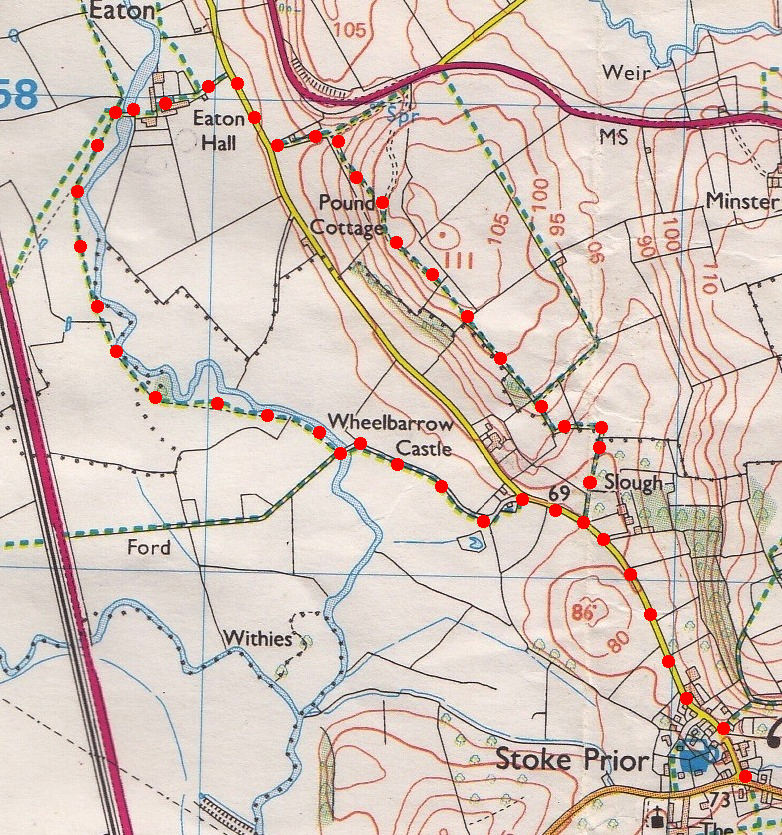 Eaton
105
58
Weir
Spr
Eaton
Hall
MS
Pound
Cottage
100
105
95
90
100
90
Minster
111
110
Wheelbarrow
Castle
69
Slough
Ford
86
80
Withies
Stoke Prior
73
The